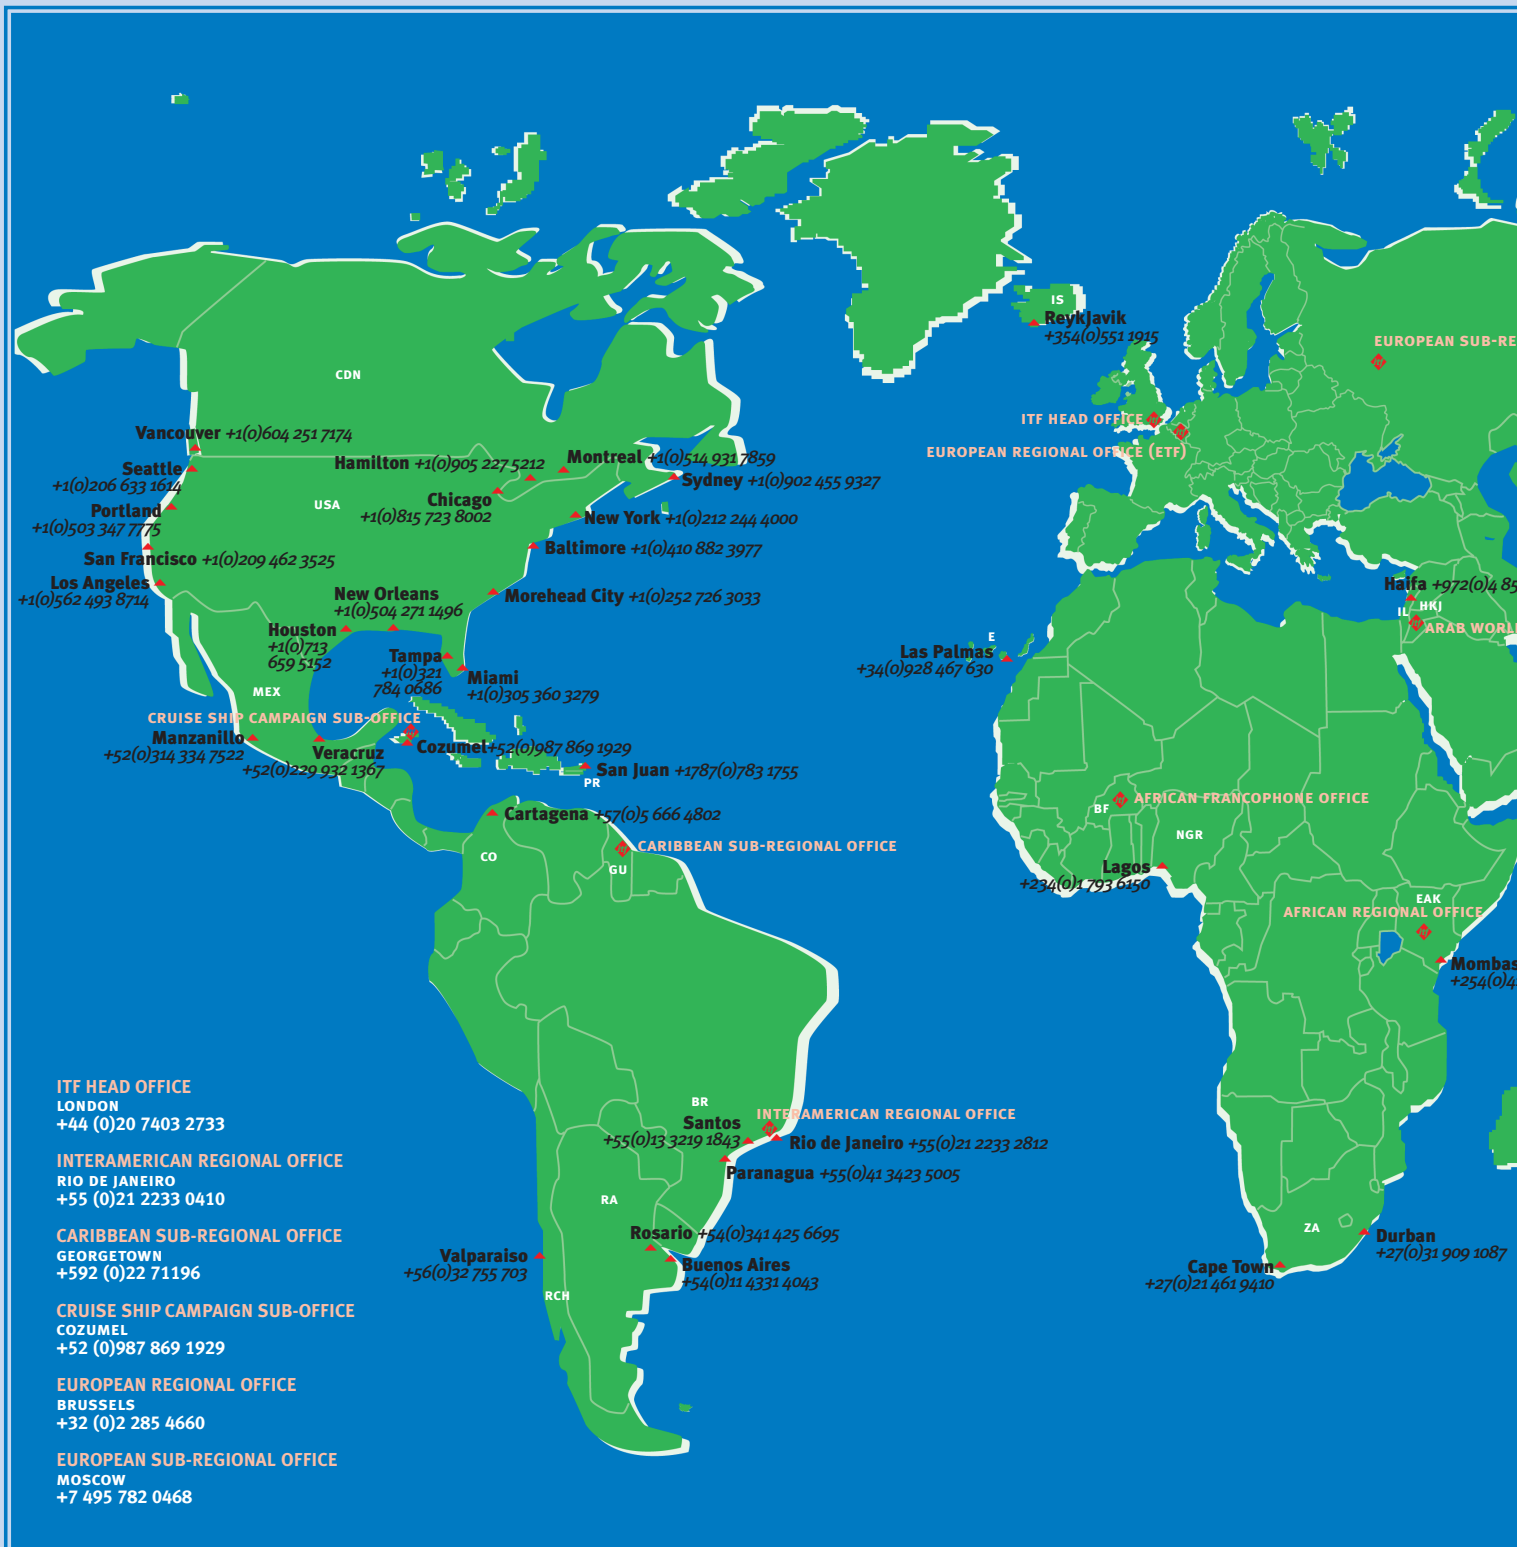 IS
ReykJavik
+354(0)551 1915
EUROPEAN SUB-RE
CDN
ITF HEAD OFFICE
EUROPEAN REGIONAL OFFICE (ETF)
Vancouver +1(0)604 251 7174
Seattle
+1(0)206 633 1614
Hamilton +1(0)905 227 5212
Montreal +1(0)514 931 7859
Sydney +1(0)902 455 9327
Chicago
+1(0)815 723 8002
USA
Portland
+1(0)503 347 7775
New York +1(0)212 244 4000
Baltimore +1(0)410 882 3977
San Francisco +1(0)209 462 3525
Los Angeles
+1(0)562 493 8714
New Orleans
+1(0)504 271 1496
Morehead City +1(0)252 726 3033
Haifa +972(0)4 85
IL
HKJ
ARAB WORL
Houston
+1(0)713
659 5152
Tampa
+1(0)321
784 0686
Miami
+1(0)305 360 3279
E
Las Palmas
+34(0)928 467 630
MEX
CRUISE SHIP CAMPAIGN SUB-OFFICE
Manzanillo
+52(0)314 334 7522
Veracruz
+52(0)229 932 1367
Cozumel+52(0)987 869 1929
San Juan +1787(0)783 1755
PR
Cartagena +57(0)5 666 4802
CARIBBEAN SUB-REGIONAL OFFICE
CO
GU
BF
AFRICAN FRANCOPHONE OFFICE
NGR
Lagos
+234(0)1 793 6150
EAK
AFRICAN REGIONAL OFFICE
Mombas
+254(0)4
BR
INTERAMERICAN REGIONAL OFFICE
Santos
+55(0)13 3219 1843
Rio de Janeiro +55(0)21 2233 2812
Paranagua +55(0)41 3423 5005
RA
Rosario +54(0)341 425 6695
Valparaiso
+56(0)32 755 703
Buenos Aires
+54(0)11 4331 4043
RCH
ZA
Durban
+27(0)31 909 1087
Cape Town
+27(0)21 461 9410
ITF HEAD OFFICE
LONDON
+44 (0)20 7403 2733
INTERAMERICAN REGIONAL OFFICE
RIO DE JANEIRO
+55 (0)21 2233 0410
CARIBBEAN SUB-REGIONAL OFFICE
GEORGETOWN
+592 (0)22 71196
CRUISE SHIP CAMPAIGN SUB-OFFICE
COZUMEL
+52 (0)987 869 1929
EUROPEAN REGIONAL OFFICE
BRUSSELS
+32 (0)2 285 4660
EUROPEAN SUB-REGIONAL OFFICE
MOSCOW
+7 495 782 0468